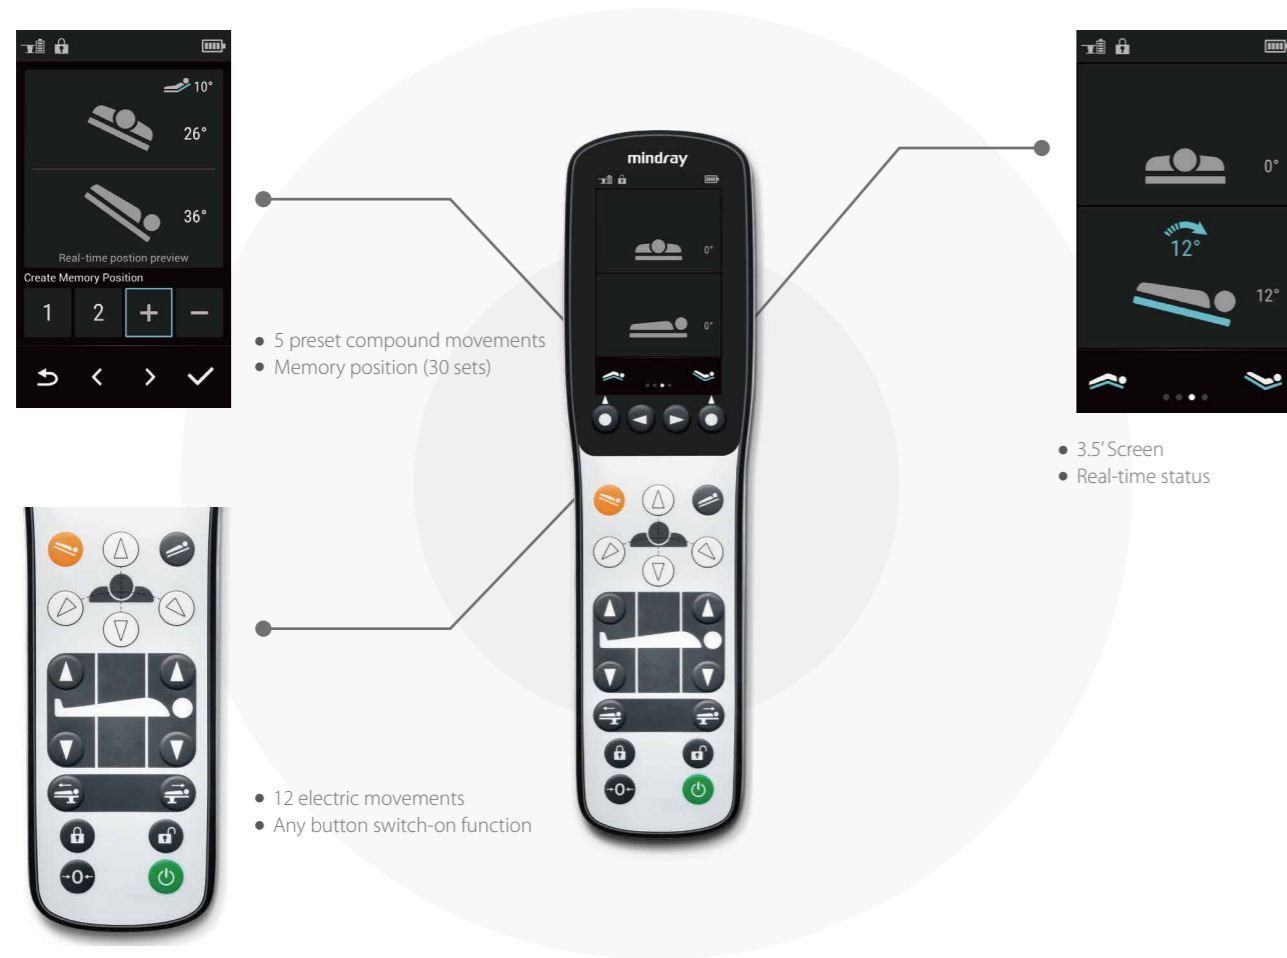 10°
26°
36°
Real-time postion preview
Create Memory Position
1 2 + −
5 preset compound movements
Memory position (30 sets)
mindray
0°
0°
0°
12°
12°
3.5' Screen
Real-time status
12 electric movements
Any button switch-on function
→0←
→0←